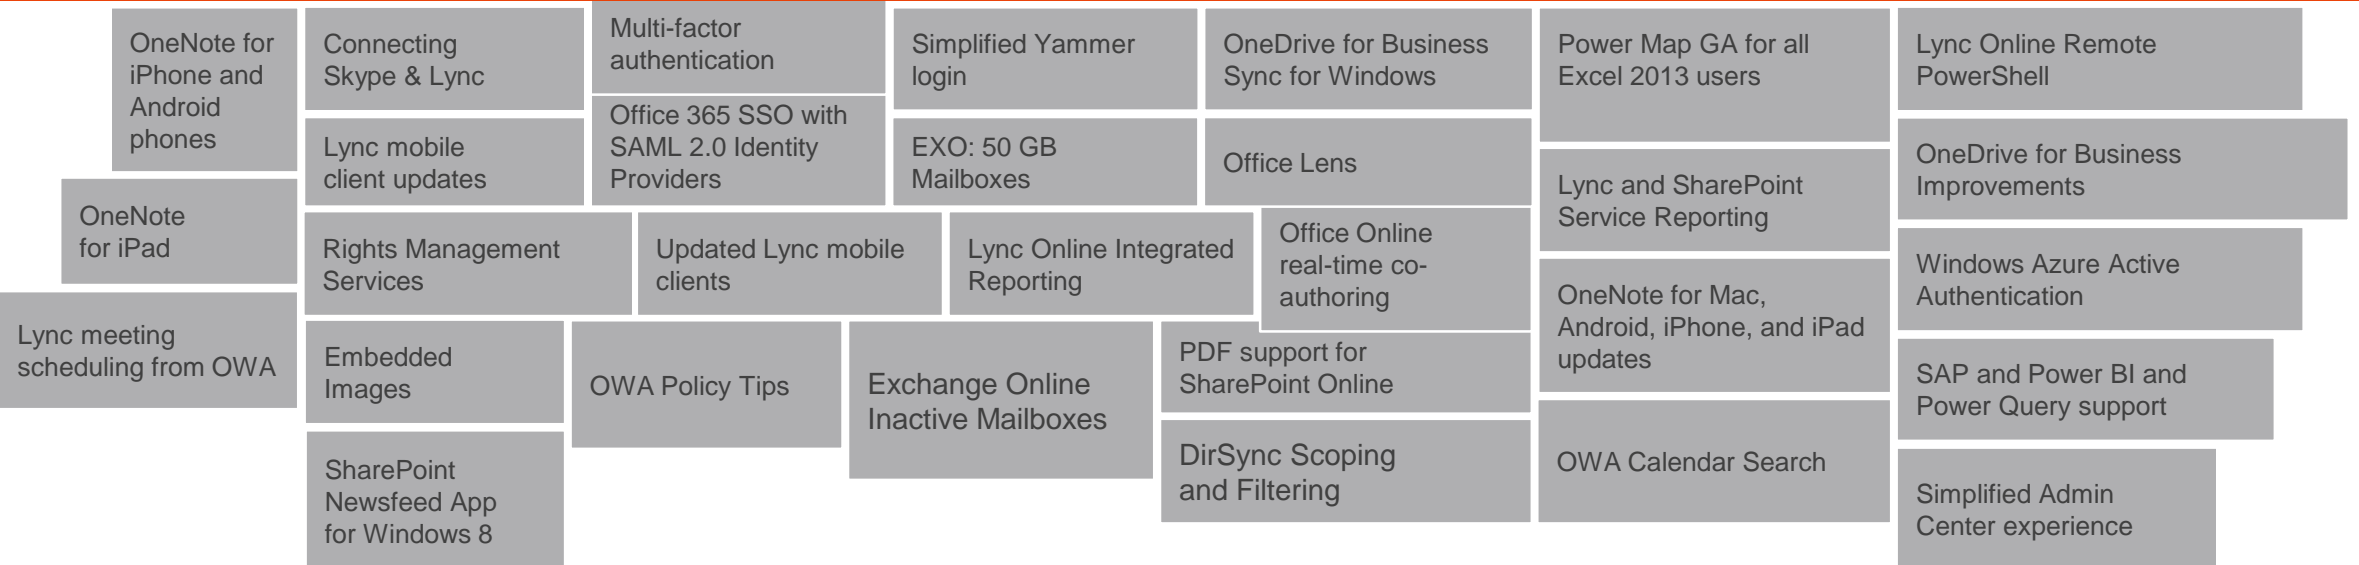 OneNote for
iPhone and
Android
phones
OneNote
for iPad
Lync meeting
scheduling from OWA
Connecting
Skype & Lync
Lync mobile
client updates
Rights Management
Services
Embedded
Images
SharePoint
Newsfeed App
for Windows 8
Multi-factor
authentication
Office 365 SSO with
SAML 2.0 Identity
Providers
Updated Lync mobile
clients
OWA Policy Tips
Simplified Yammer
login
EXO: 50 GB
Mailboxes
Lync Online Integrated
Reporting
Exchange Online
Inactive Mailboxes
OneDrive for Business
Sync for Windows
Office Lens
Office Online
real-time co-
authoring
PDF support for
SharePoint Online
DirSync Scoping
and Filtering
Power Map GA for all
Excel 2013 users
Lync and SharePoint
Service Reporting
OneNote for Mac,
Android, iPhone, and iPad
updates
OWA Calendar Search
Lync Online Remote
PowerShell
OneDrive for Business
Improvements
Windows Azure Active
Authentication
SAP and Power BI and
Power Query support
Simplified Admin
Center experience